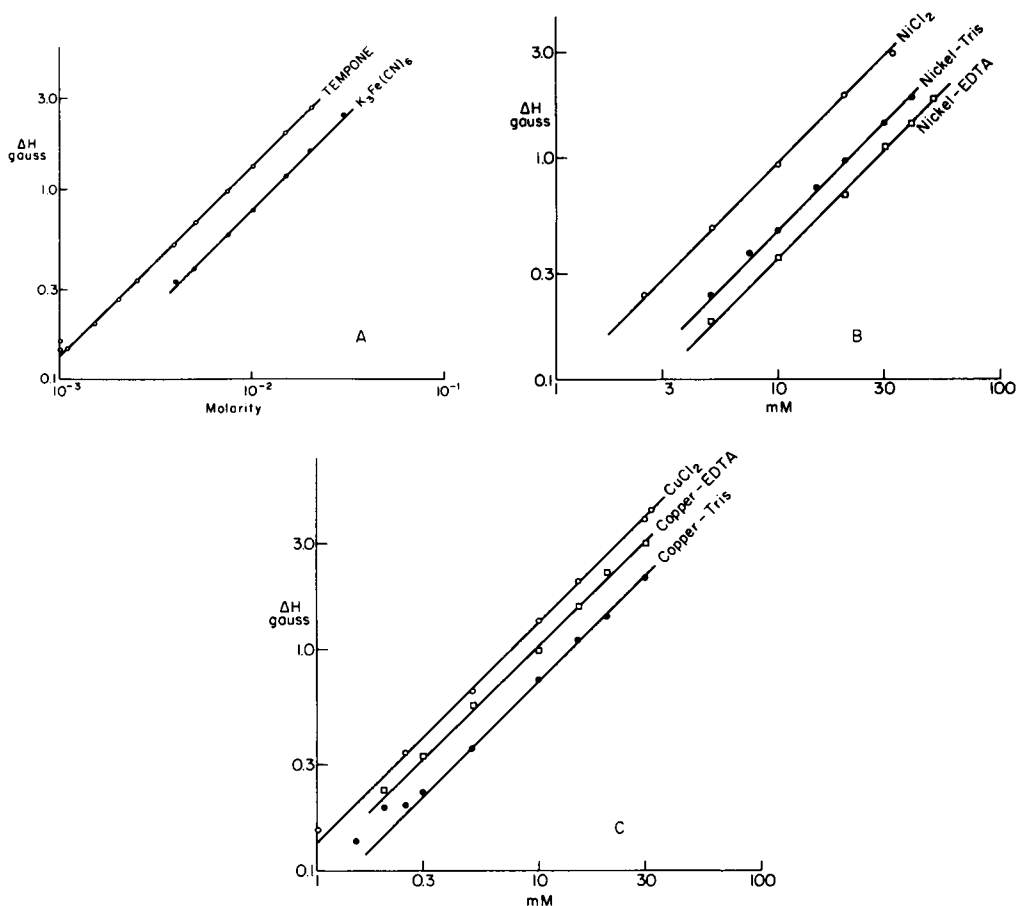 TEMPONE
K3Fe(CN)6
3.0
ΔH
gauss
1.0
0.3
0.1
10-3
10-2
10-1
Molarity
A
NiCl2
Nickel-Tris
Nickel-EDTA
3.0
ΔH
gauss
1.0
0.3
0.1
1
3
10
30
100
mM
B
CuCl2
Copper-EDTA
Copper-Tris
3.0
ΔH
gauss
1.0
0.3
0.1
1
0.3
10
30
100
mM
C